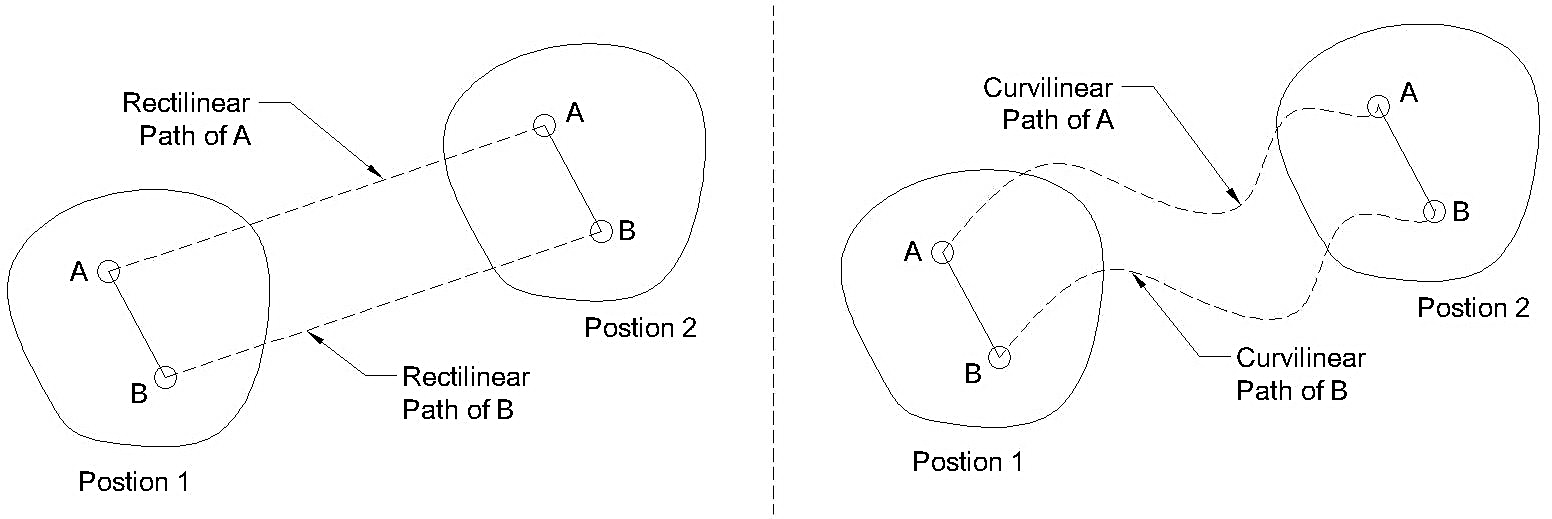 Rectilinear
Path of A
A
B
Postion 2
A
B
Rectilinear
Path of B
Postion 1
Curvilinear
Path of A
A
B
Postion 2
A
B
Curvilinear
Path of B
Postion 1